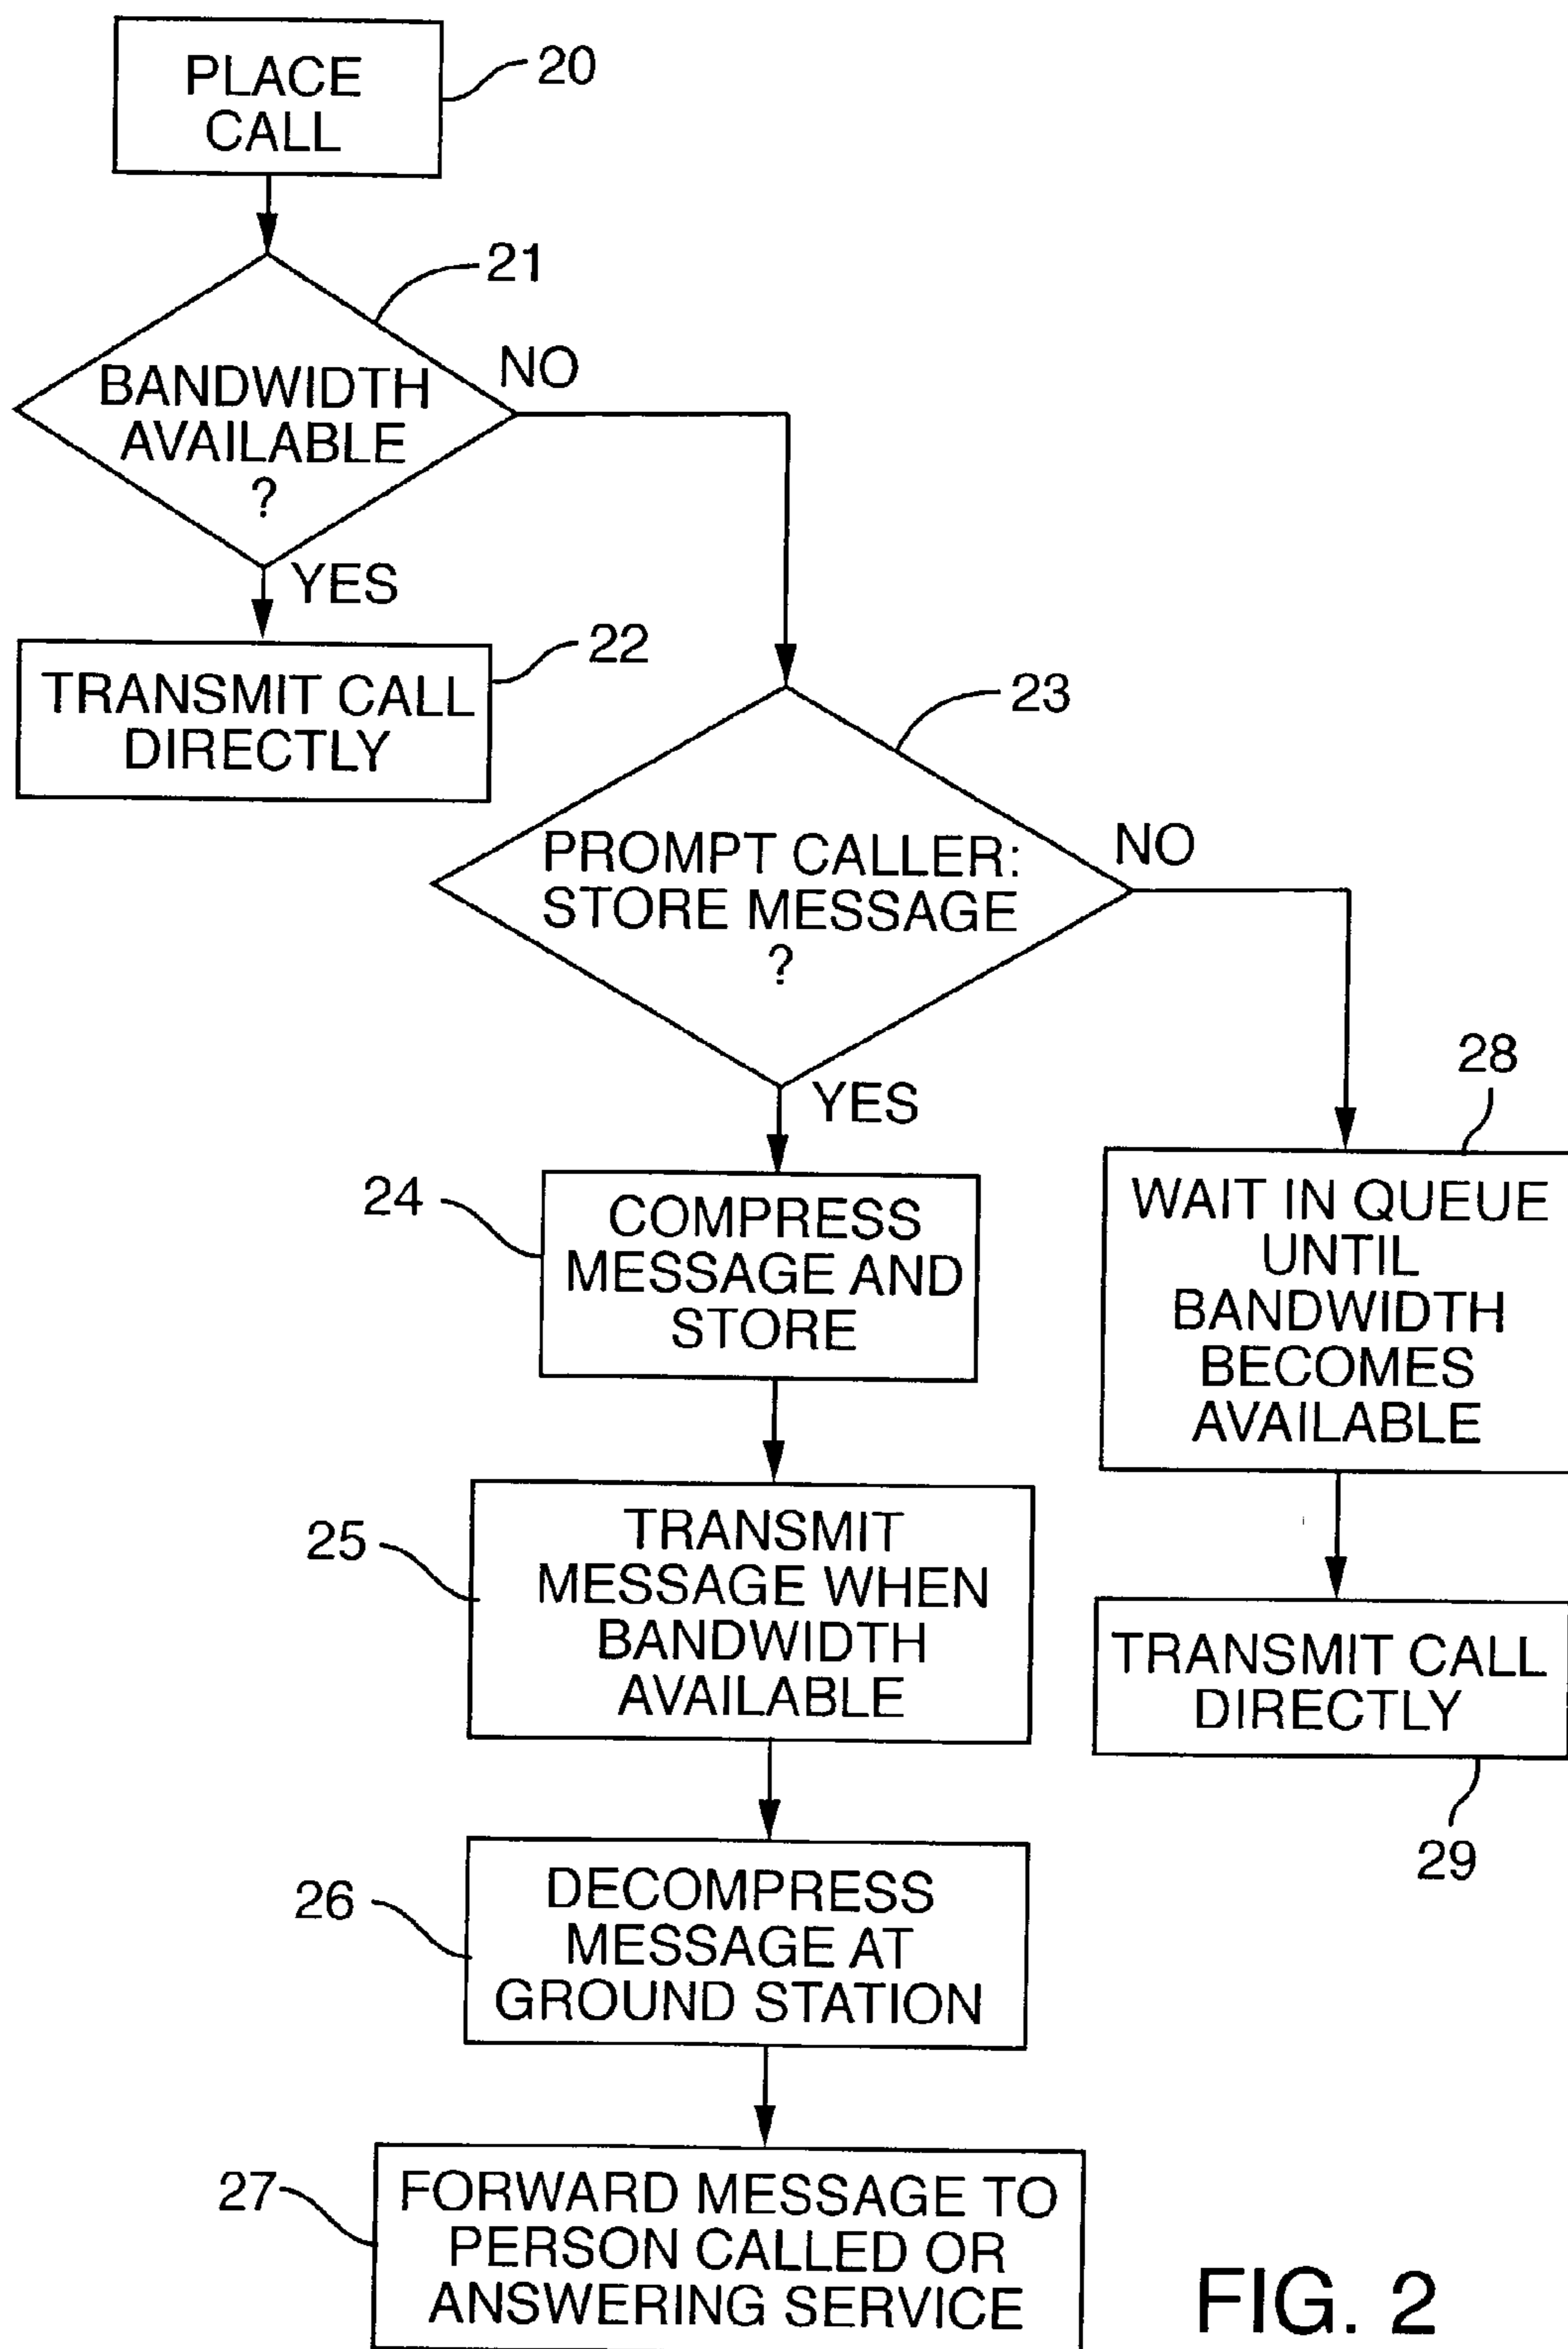 PLACE
CALL
20
21
BANDWIDTH
AVAILABLE
?
NO
YES
TRANSMIT CALL
DIRECTLY
22
23
PROMPT CALLER:
STORE MESSAGE
?
NO
YES
24
COMPRESS
MESSAGE AND
STORE
28
WAIT IN QUEUE
UNTIL
BANDWIDTH
BECOMES
AVAILABLE
25
TRANSMIT
MESSAGE WHEN
BANDWIDTH
AVAILABLE
TRANSMIT CALL
DIRECTLY
29
26
DECOMPRESS
MESSAGE AT
GROUND STATION
27
FORWARD MESSAGE TO
PERSON CALLED OR
ANSWERING SERVICE
FIG. 2